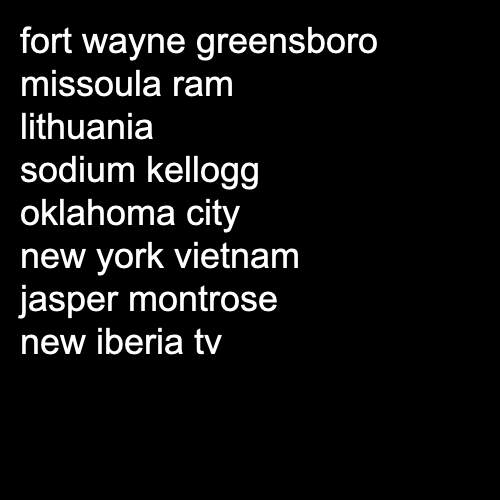 fort wayne greensboro
missoula ram
lithuania
sodium kellogg
oklahoma city
new york vietnam
jasper montrose
new iberia tv